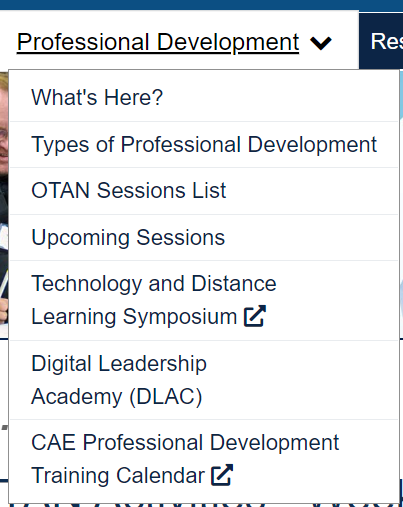 Professional Development
Res
What's Here?
Types of Professional Development
OTAN Sessions List
Upcoming Sessions
Technology and Distance
Learning Symposium
Digital Leadership
Academy (DLAC)
CAE Professional Development
Training Calendar